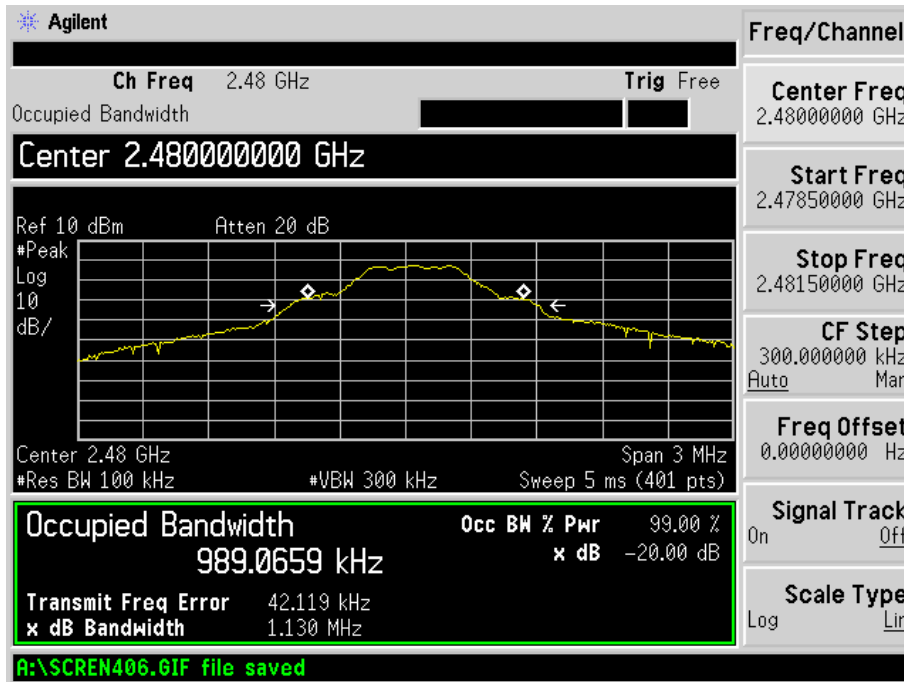 Agilent
Freq/Channel
Ch Freq 2.48 GHz Trig Free
Occupied Bandwidth
Center 2.480000000 GHz
Ref 10 dBm Atten 20 dB
#Peak
Log
10
dB/
Center 2.48 GHz Span 3 MHz
#Res BW 100 kHz #VBW 300 kHz Sweep 5 ms (401 pts)
Occupied Bandwidth Occ BW % Pwr 99.00 %
989.0659 kHz x dB -20.00 dB
Transmit Freq Error 42.119 kHz
x dB Bandwidth 1.130 MHz
A:\SCREN406.GIF file saved
Center Freq
2.48000000 GHz
Start Freq
2.47850000 GHz
Stop Freq
2.48150000 GHz
CF Step
300.000000 kHz
Auto Man
Freq Offset
0.00000000 Hz
Signal Track
On Off
Scale Type
Log Lin